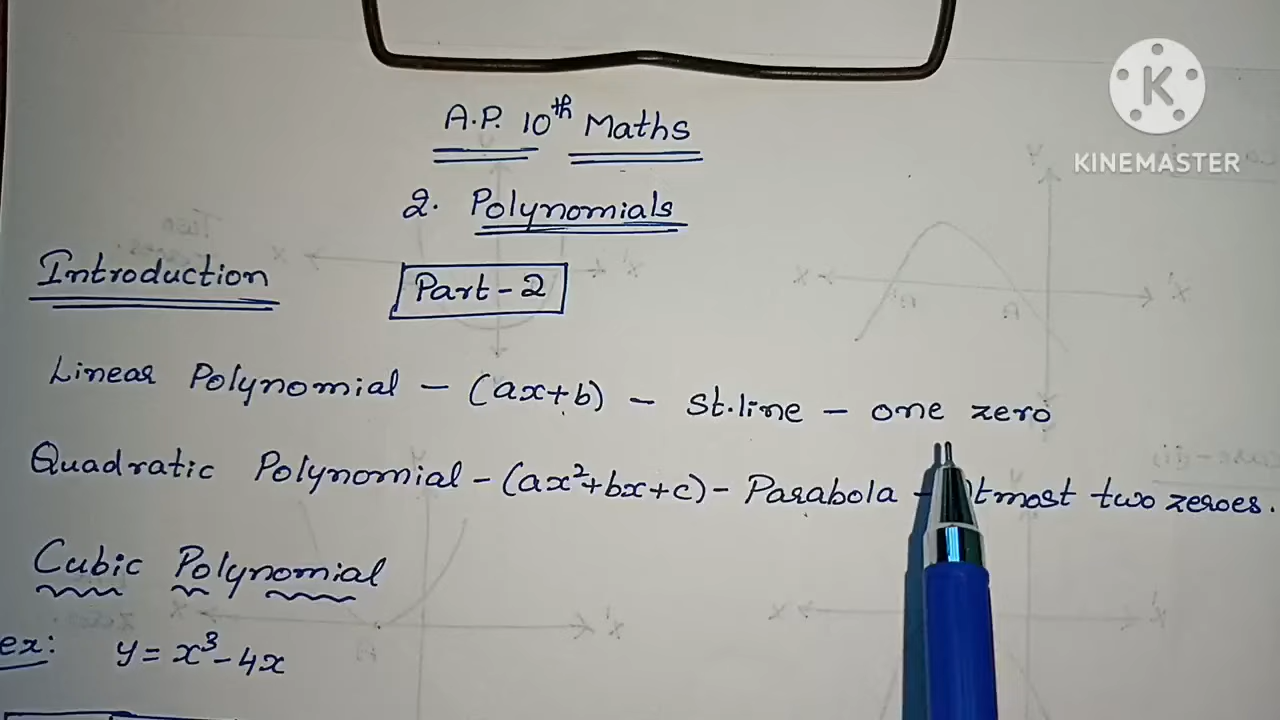 A.P. 10th Maths
2. Polynomials
Introduction
Part-2
Linear Polynomial - (ax+b) - St.line - one zero
Quadratic Polynomial - (ax²+bx+c) - Parabola - Atmost two zeroes.
Cubic Polynomial
ex: y = x³-4x
K
KINEMASTER